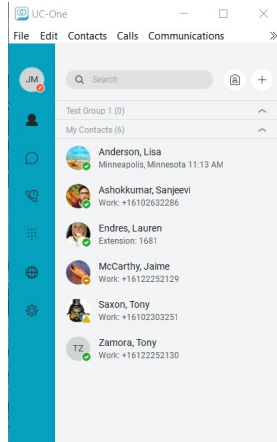 UC-One
File Edit Contacts Calls Communications »
JM
Search
Test Group 1 (0)
My Contacts (6)
Anderson, Lisa
Minneapolis, Minnesota 11:13 AM
Ashokkumar, Sanjeevi
Work: +16102632286
Endres, Lauren
Extension: 1681
McCarthy, Jaime
Work: +16122252129
Saxon, Tony
Work: +16102303251
TZ
Zamora, Tony
Work: +16122252130